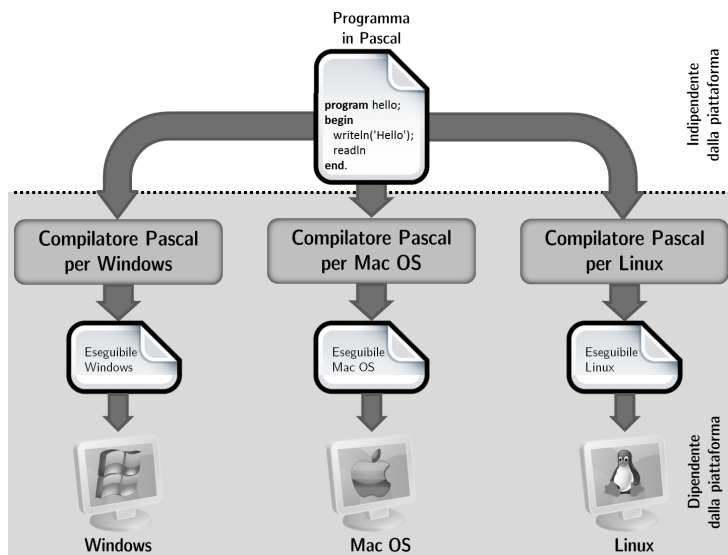 Programma
in Pascal
program hello;
begin
writeln('Hello');
readln
end.
Indipendente
dalla piattaforma
Compilatore Pascal
per Windows
Compilatore Pascal
per Mac OS
Compilatore Pascal
per Linux
Eseguibile
Windows
Eseguibile
Mac OS
Eseguibile
Linux
Dipendente
dalla piattaforma
Windows
Mac OS
Linux